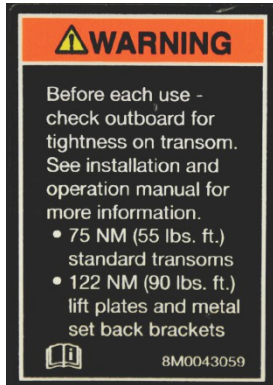 WARNING
Before each use -
check outboard for
tightness on transom.
See installation and
operation manual for
more information.
• 75 NM (55 lbs. ft.)
standard transoms
• 122 NM (90 lbs. ft.)
lift plates and metal
set back brackets
8M0043059